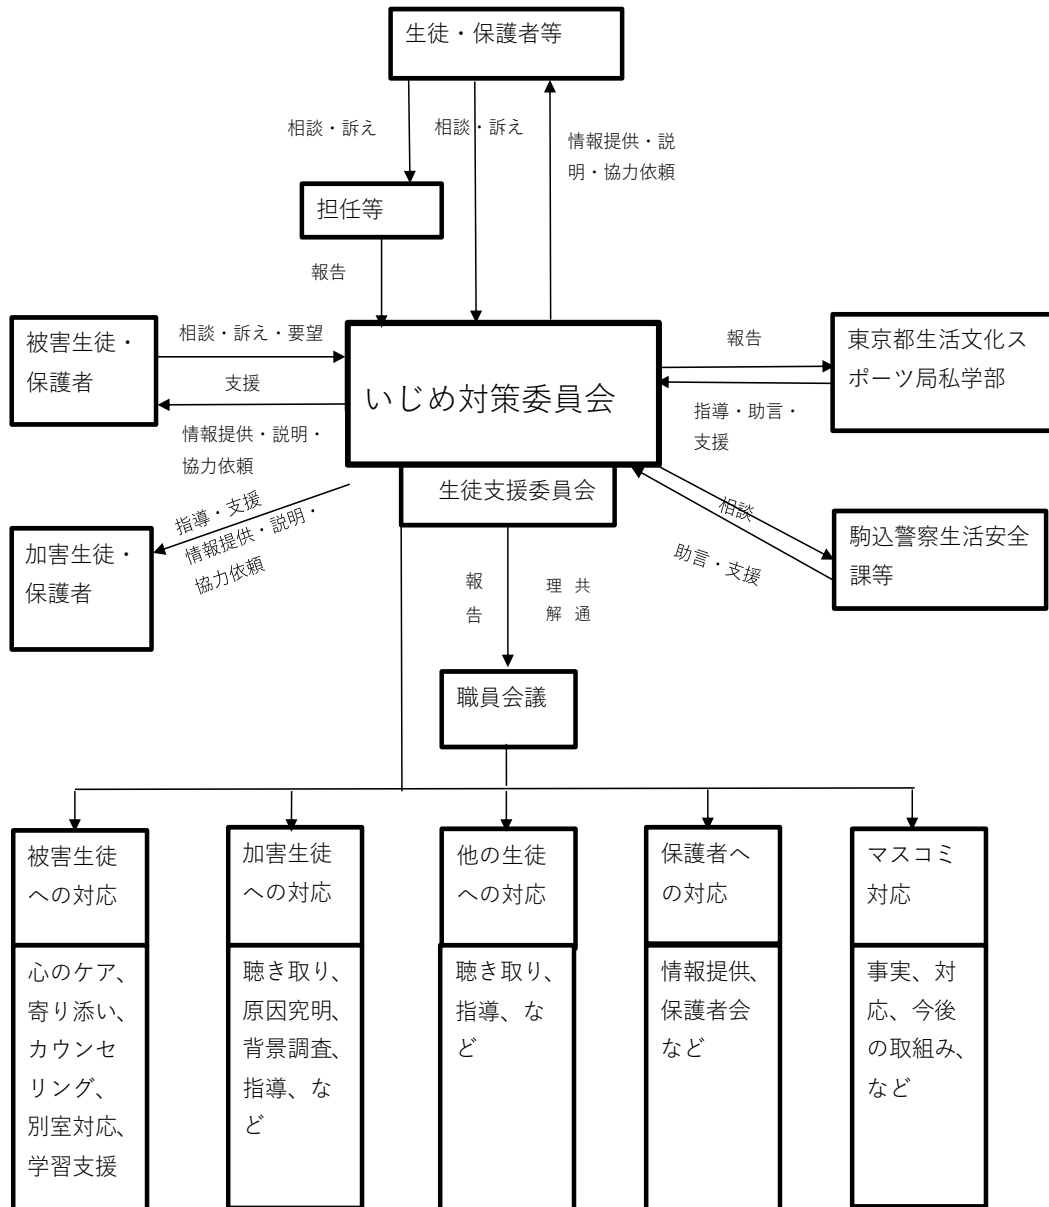 生徒・保護者等
相談・訴え
相談・訴え
情報提供・説
明・協力依頼
担任等
報告
被害生徒・
保護者
相談・訴え・要望
支援
情報提供・説明・
協力依頼
いじめ対策委員会
報告
指導・助言・
支援
東京都生活文化ス
ポーツ局私学部
生徒支援委員会
加害生徒・
保護者
指導・支援
情報提供・説明・
協力依頼
相談
助言・支援
駒込警察生活安全
課等
報告
共通
理解
職員会議
被害生徒
への対応
加害生徒
への対応
他の生徒
への対応
保護者へ
の対応
マスコミ
対応
心のケア、
寄り添い、
カウンセ
リング、
別室対応、
学習支援
聴き取り、
原因究明、
背景調査、
指導、な
ど
聴き取り、
指導、な
ど
情報提供、
保護者会
など
事実、対
応、今後
の取組み、
など